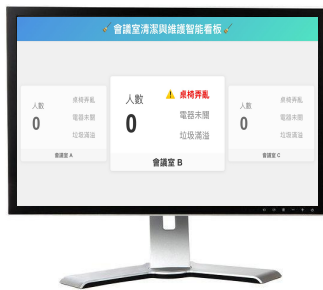 🧹 會議室清潔與維護智能看板 🧹
人數
0
桌椅弄亂
電器未關
垃圾滿溢
會議室 A
人數
0
⚠️ 桌椅弄亂
電器未關
垃圾滿溢
會議室 B
人數
0
桌椅弄亂
電器未關
垃圾滿溢
會議室 C